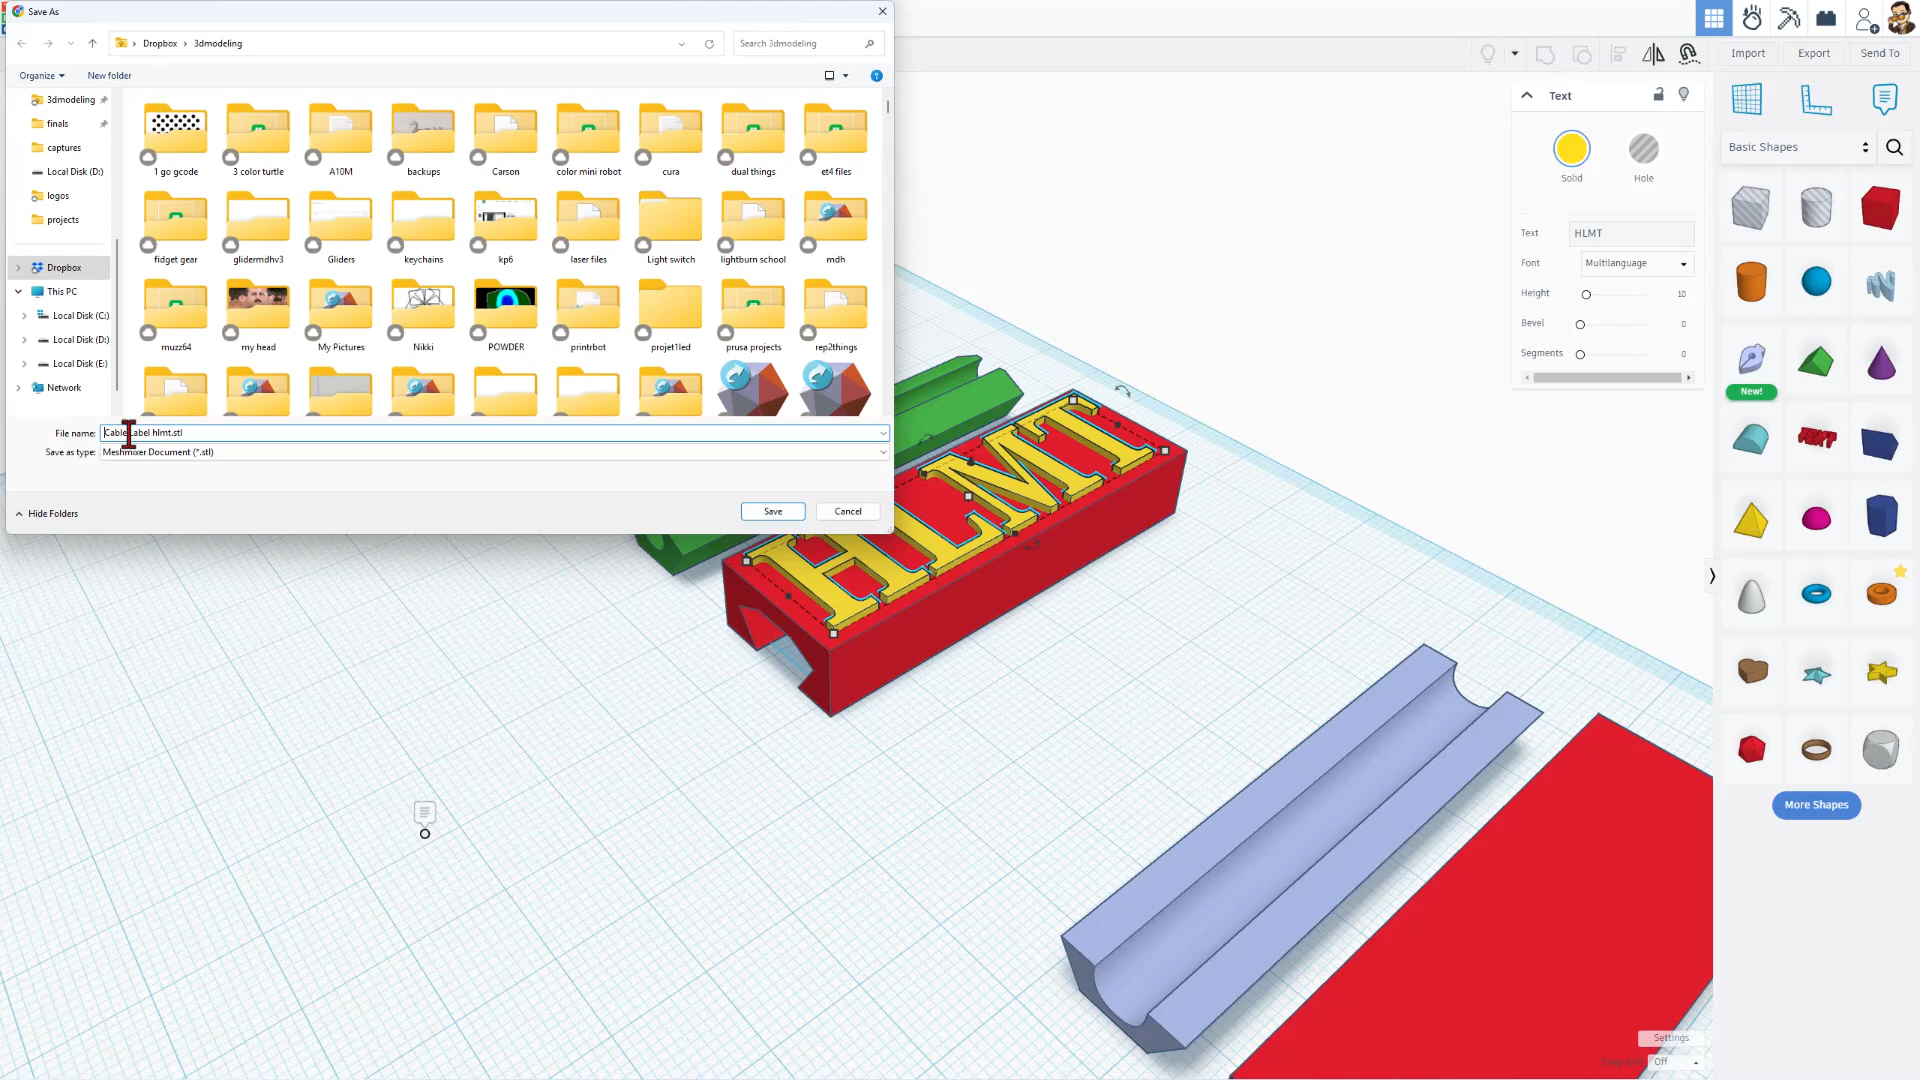 Save As
Dropbox › 3dmodeling
Search 3dmodeling
Organize
New folder
3dmodeling
finals
captures
Local Disk (D:)
logos
projects
Dropbox
This PC
Local Disk (C:)
Local Disk (D:)
Local Disk (E:)
Network
1 go gcode
3 color turtle
A10M
backups
Carson
color mini robot
cura
dual things
et4 files
fidget gear
glidermdhv3
Gliders
keychains
kp6
laser files
Light switch
lightburn school
mdh
muzz64
my head
My Pictures
Nikki
POWDER
printrbot
projet1led
prusa projects
rep2things
File name:
Cable Label hlmt.stl
Save as type:
Meshmixer Document (*.stl)
Hide Folders
Save
Cancel
Import
Export
Send To
Text
Solid
Hole
Text
HLMT
Font
Multilanguage
Height
10
Bevel
0
Segments
0
Basic Shapes
New!
TEXT
More Shapes
HLMT
Settings
Snap Grid
Off